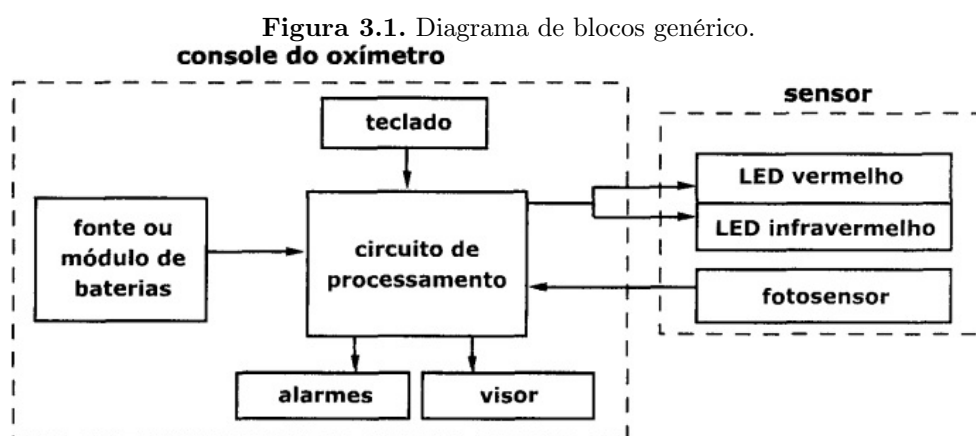 Figura 3.1. Diagrama de blocos genérico.
console do oxímetro
sensor
teclado
LED vermelho
fonte ou
módulo de
baterias
circuito de
processamento
LED infravermelho
fotosensor
alarmes
visor